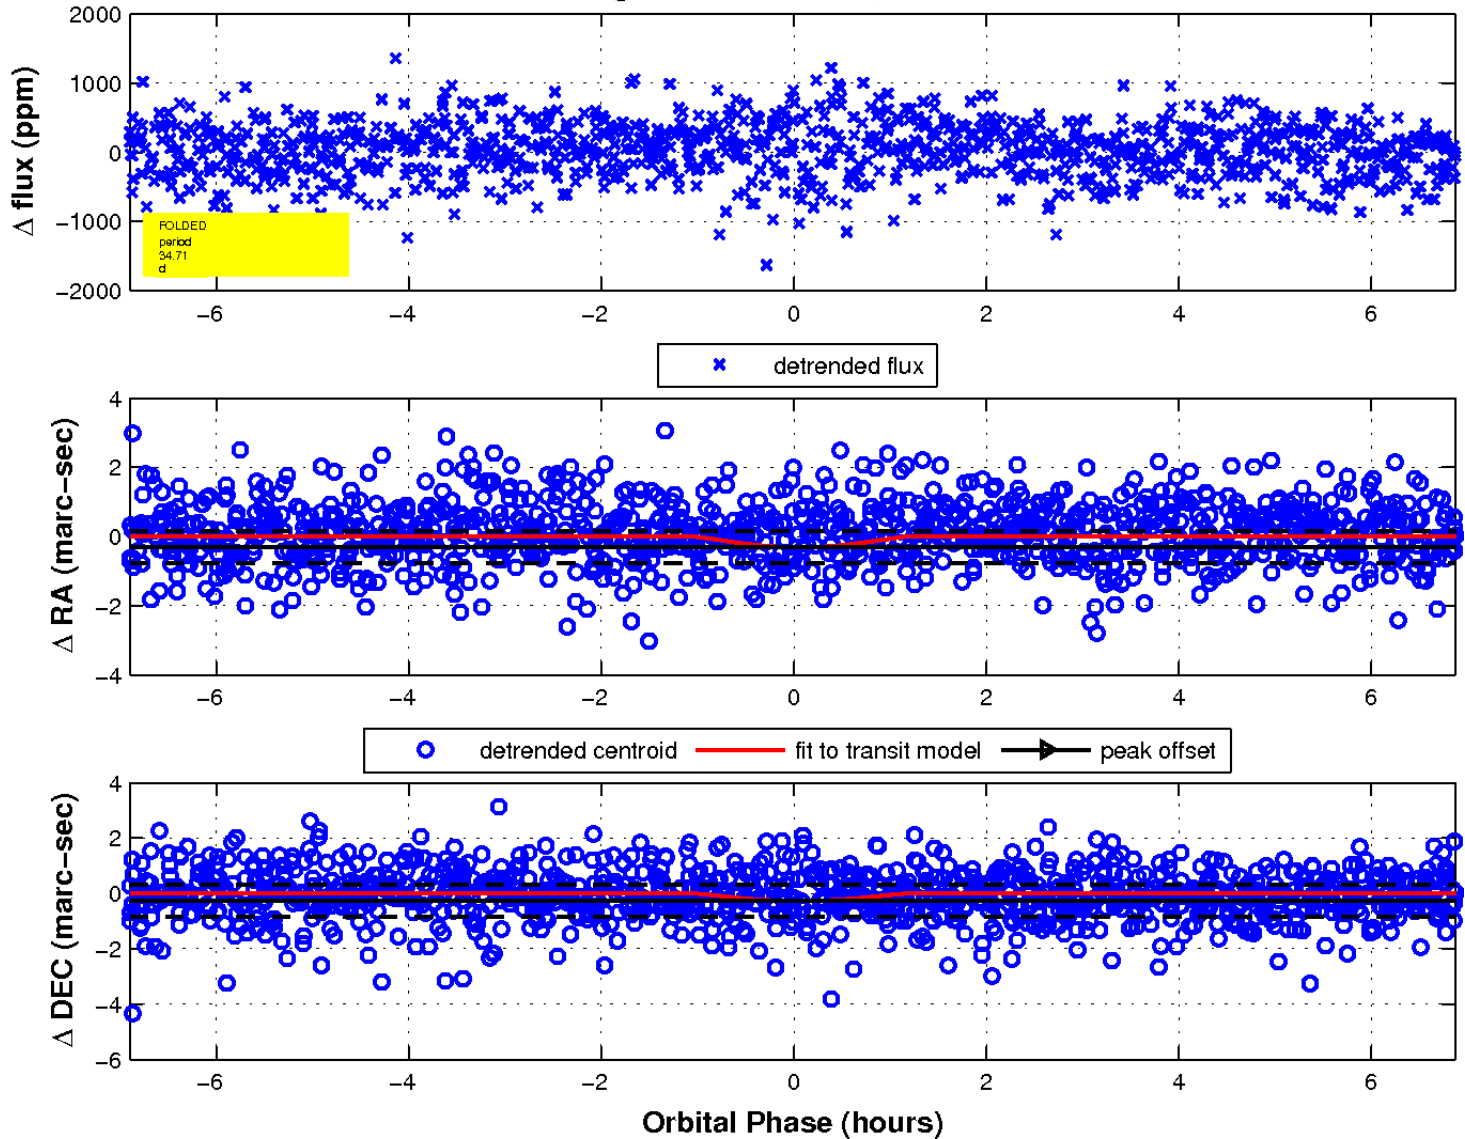 2000
1000
0
−1000
−2000
Δ flux (ppm)
FOLDED
period
34.71
d
−6 −4 −2 0 2 4 6
detrended flux
4
2
0
−2
−4
Δ RA (marc−sec)
−6 −4 −2 0 2 4 6
detrended centroid fit to transit model peak offset
4
2
0
−2
−4
−6
Δ DEC (marc−sec)
−6 −4 −2 0 2 4 6
Orbital Phase (hours)